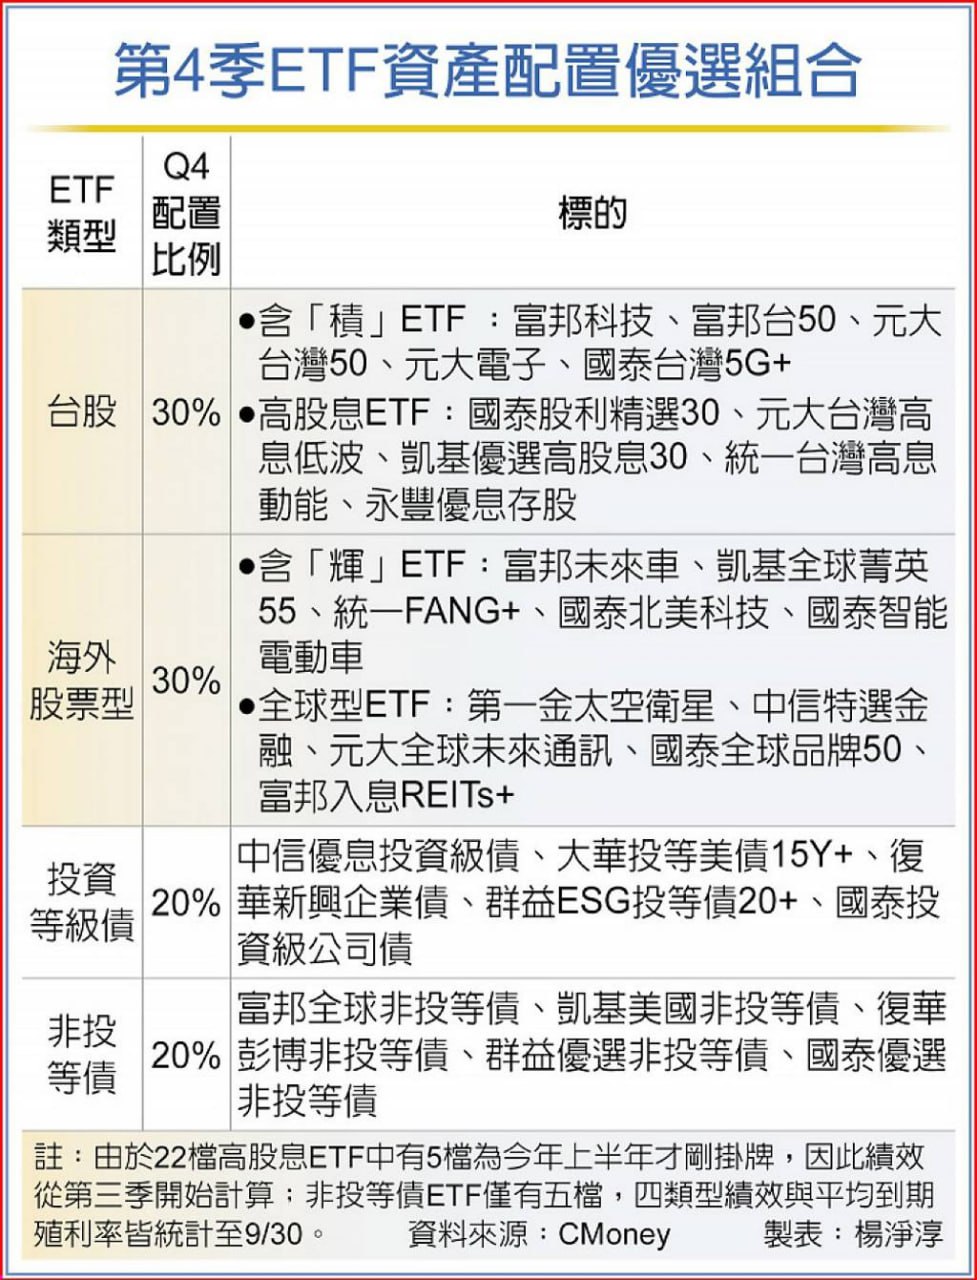 第4季ETF資產配置優選組合
ETF
類型
Q4
配置
比例
標的
台股
30%
●含「積」ETF：富邦科技、富邦台50、元大
台灣50、元大電子、國泰台灣5G+
●高股息ETF：國泰股利精選30、元大台灣高
息低波、凱基優選高股息30、統一台灣高息
動能、永豐優息存股
海外
股票型
30%
●含「輝」ETF：富邦未來車、凱基全球菁英
55、統一FANG+、國泰北美科技、國泰智能
電動車
●全球型ETF：第一金太空衛星、中信特選金
融、元大全球未來通訊、國泰全球品牌50、
富邦入息REITs+
投資
等級債
20%
中信優息投資級債、大華投等美債15Y+、復
華新興企業債、群益ESG投等債20+、國泰投
資級公司債
非投
等債
20%
富邦全球非投等債、凱基美國非投等債、復華
彭博非投等債、群益優選非投等債、國泰優選
非投等債
註：由於22檔高股息ETF中有5檔為今年上半年才剛掛牌，因此績效
從第三季開始計算；非投等債ETF僅有五檔，四類型績效與平均到期
殖利率皆統計至9/30。 資料來源：CMoney 製表：楊淨淳